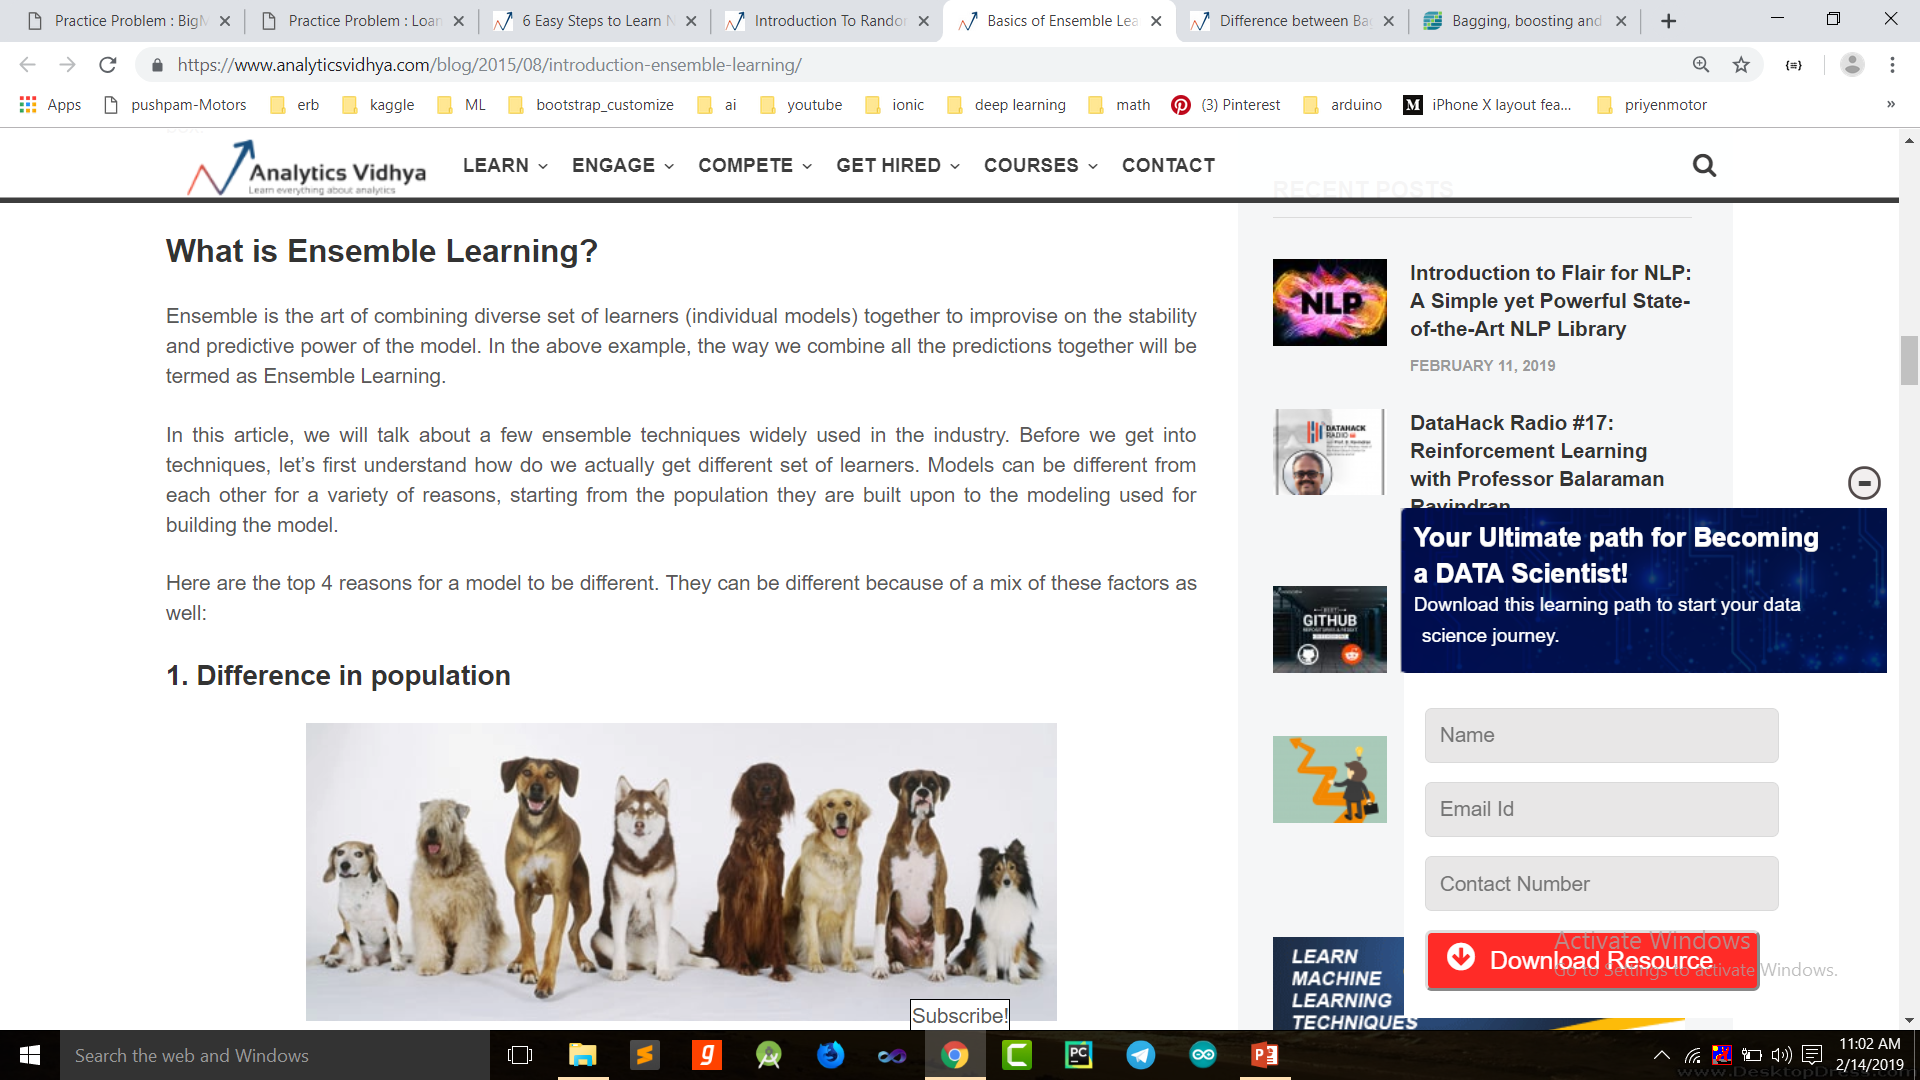 Practice Problem : BigM
Practice Problem : Loan
6 Easy Steps to Learn N
Introduction To Rando
Basics of Ensemble Lea
Difference between Ba
Bagging, boosting and
https://www.analyticsvidhya.com/blog/2015/08/introduction-ensemble-learning/
Apps
pushpam-Motors
erb
kaggle
ML
bootstrap_customize
ai
youtube
ionic
deep learning
math
(3) Pinterest
arduino
M
iPhone X layout fea...
priyenmotor
»
Analytics Vidhya
Learn everything about analytics
LEARN
ENGAGE
COMPETE
GET HIRED
COURSES
CONTACT
RECENT POSTS
What is Ensemble Learning?
Ensemble is the art of combining diverse set of learners (individual models) together to improvise on the stability
and predictive power of the model. In the above example, the way we combine all the predictions together will be
termed as Ensemble Learning.
In this article, we will talk about a few ensemble techniques widely used in the industry. Before we get into
techniques, let’s first understand how do we actually get different set of learners. Models can be different from
each other for a variety of reasons, starting from the population they are built upon to the modeling used for
building the model.
Here are the top 4 reasons for a model to be different. They can be different because of a mix of these factors as
well:
1. Difference in population
Subscribe!
NLP
Introduction to Flair for NLP:
A Simple yet Powerful State-
of-the-Art NLP Library
FEBRUARY 11, 2019
DATAHACK
RADIO
DataHack Radio #17:
Reinforcement Learning
with Professor Balaraman
Ravindran
GITHUB
Your Ultimate path for Becoming
a DATA Scientist!
Download this learning path to start your data
science journey.
Name
Email Id
Contact Number
Download Resource
Activate Windows
Go to Settings to activate Windows.
LEARN
MACHINE
LEARNING
TECHNIQUES
Search the web and Windows
PC
11:02 AM
2/14/2019